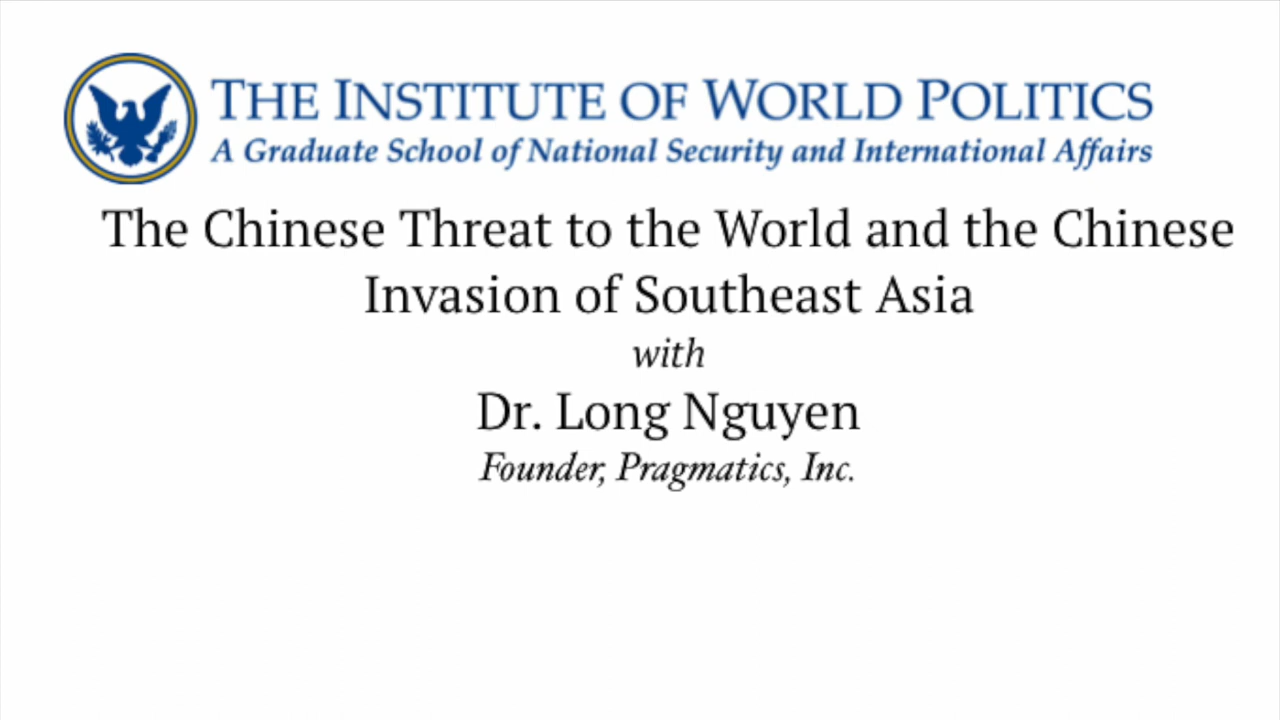 THE INSTITUTE OF WORLD POLITICS
A Graduate School of National Security and International Affairs
The Chinese Threat to the World and the Chinese
Invasion of Southeast Asia
with
Dr. Long Nguyen
Founder, Pragmatics, Inc.